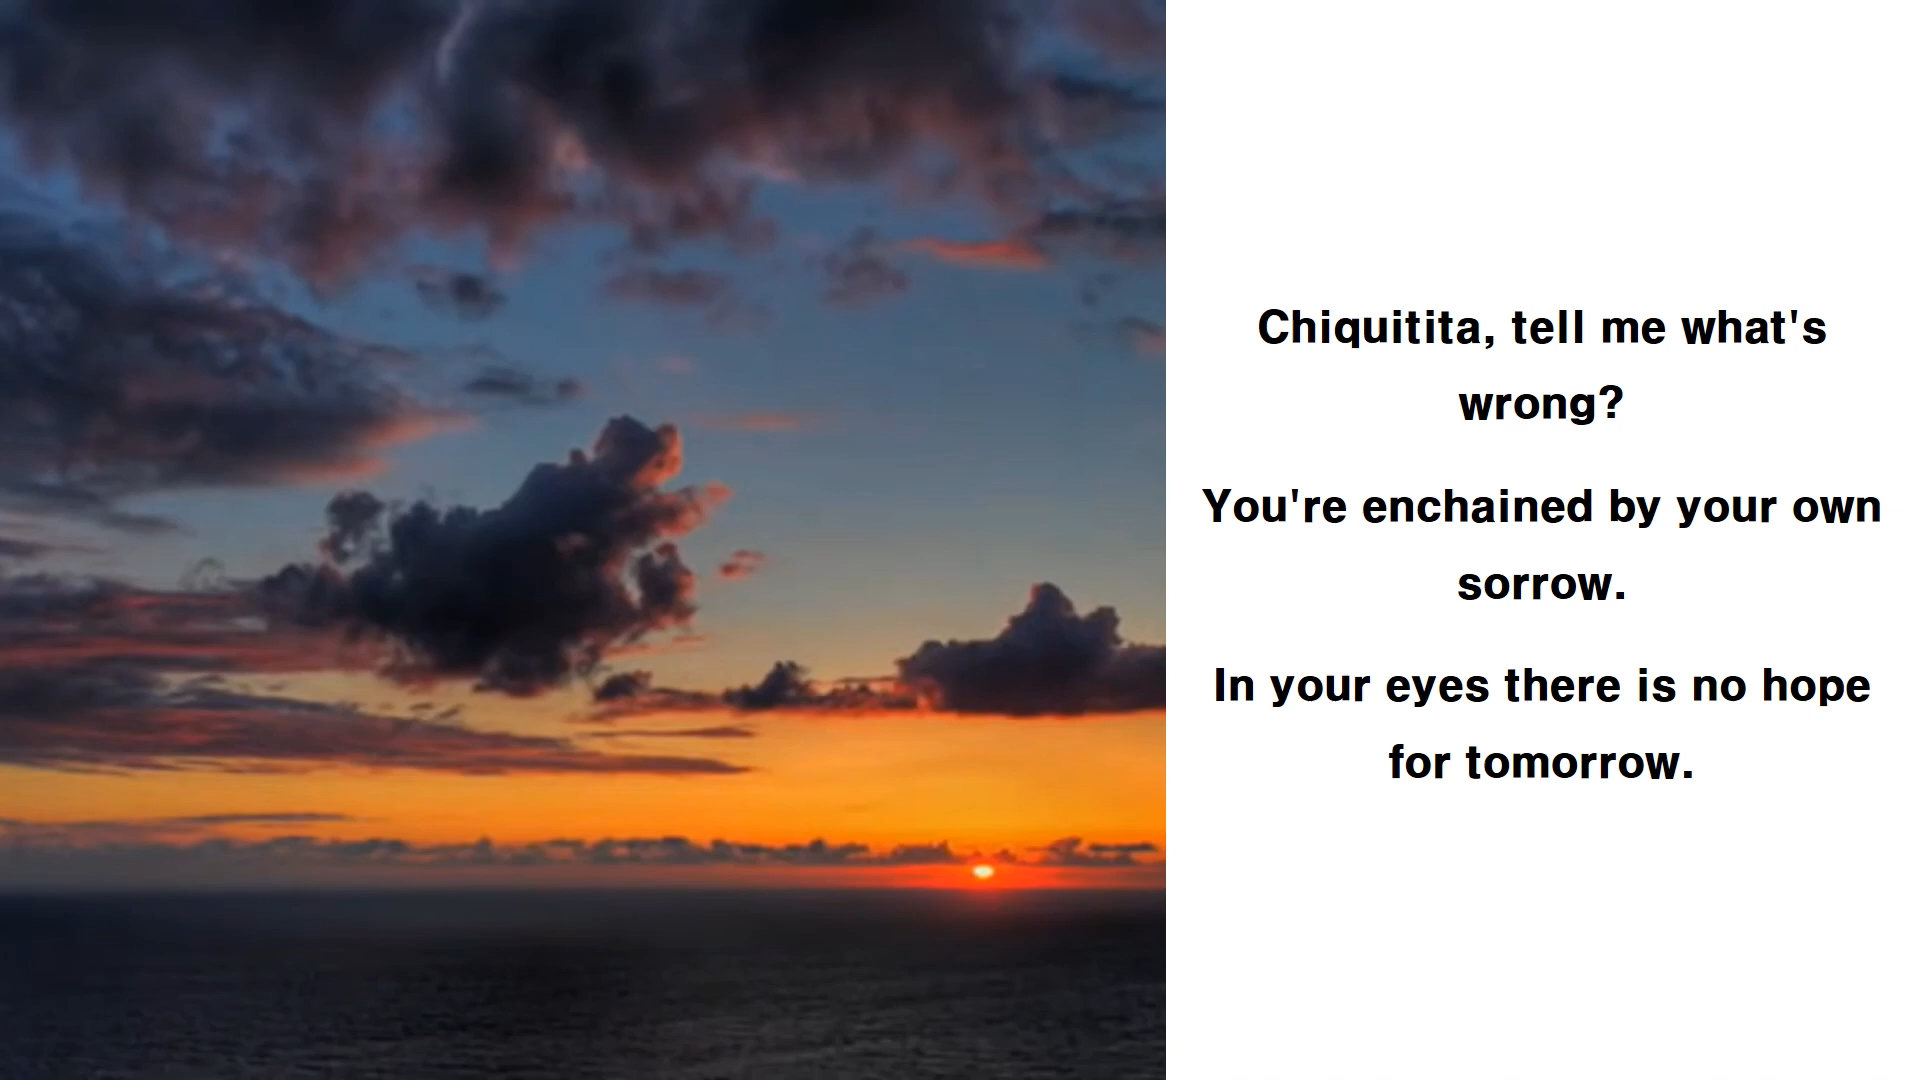 Chiquitita, tell me what's
wrong?
You're enchained by your own
sorrow.
In your eyes there is no hope
for tomorrow.